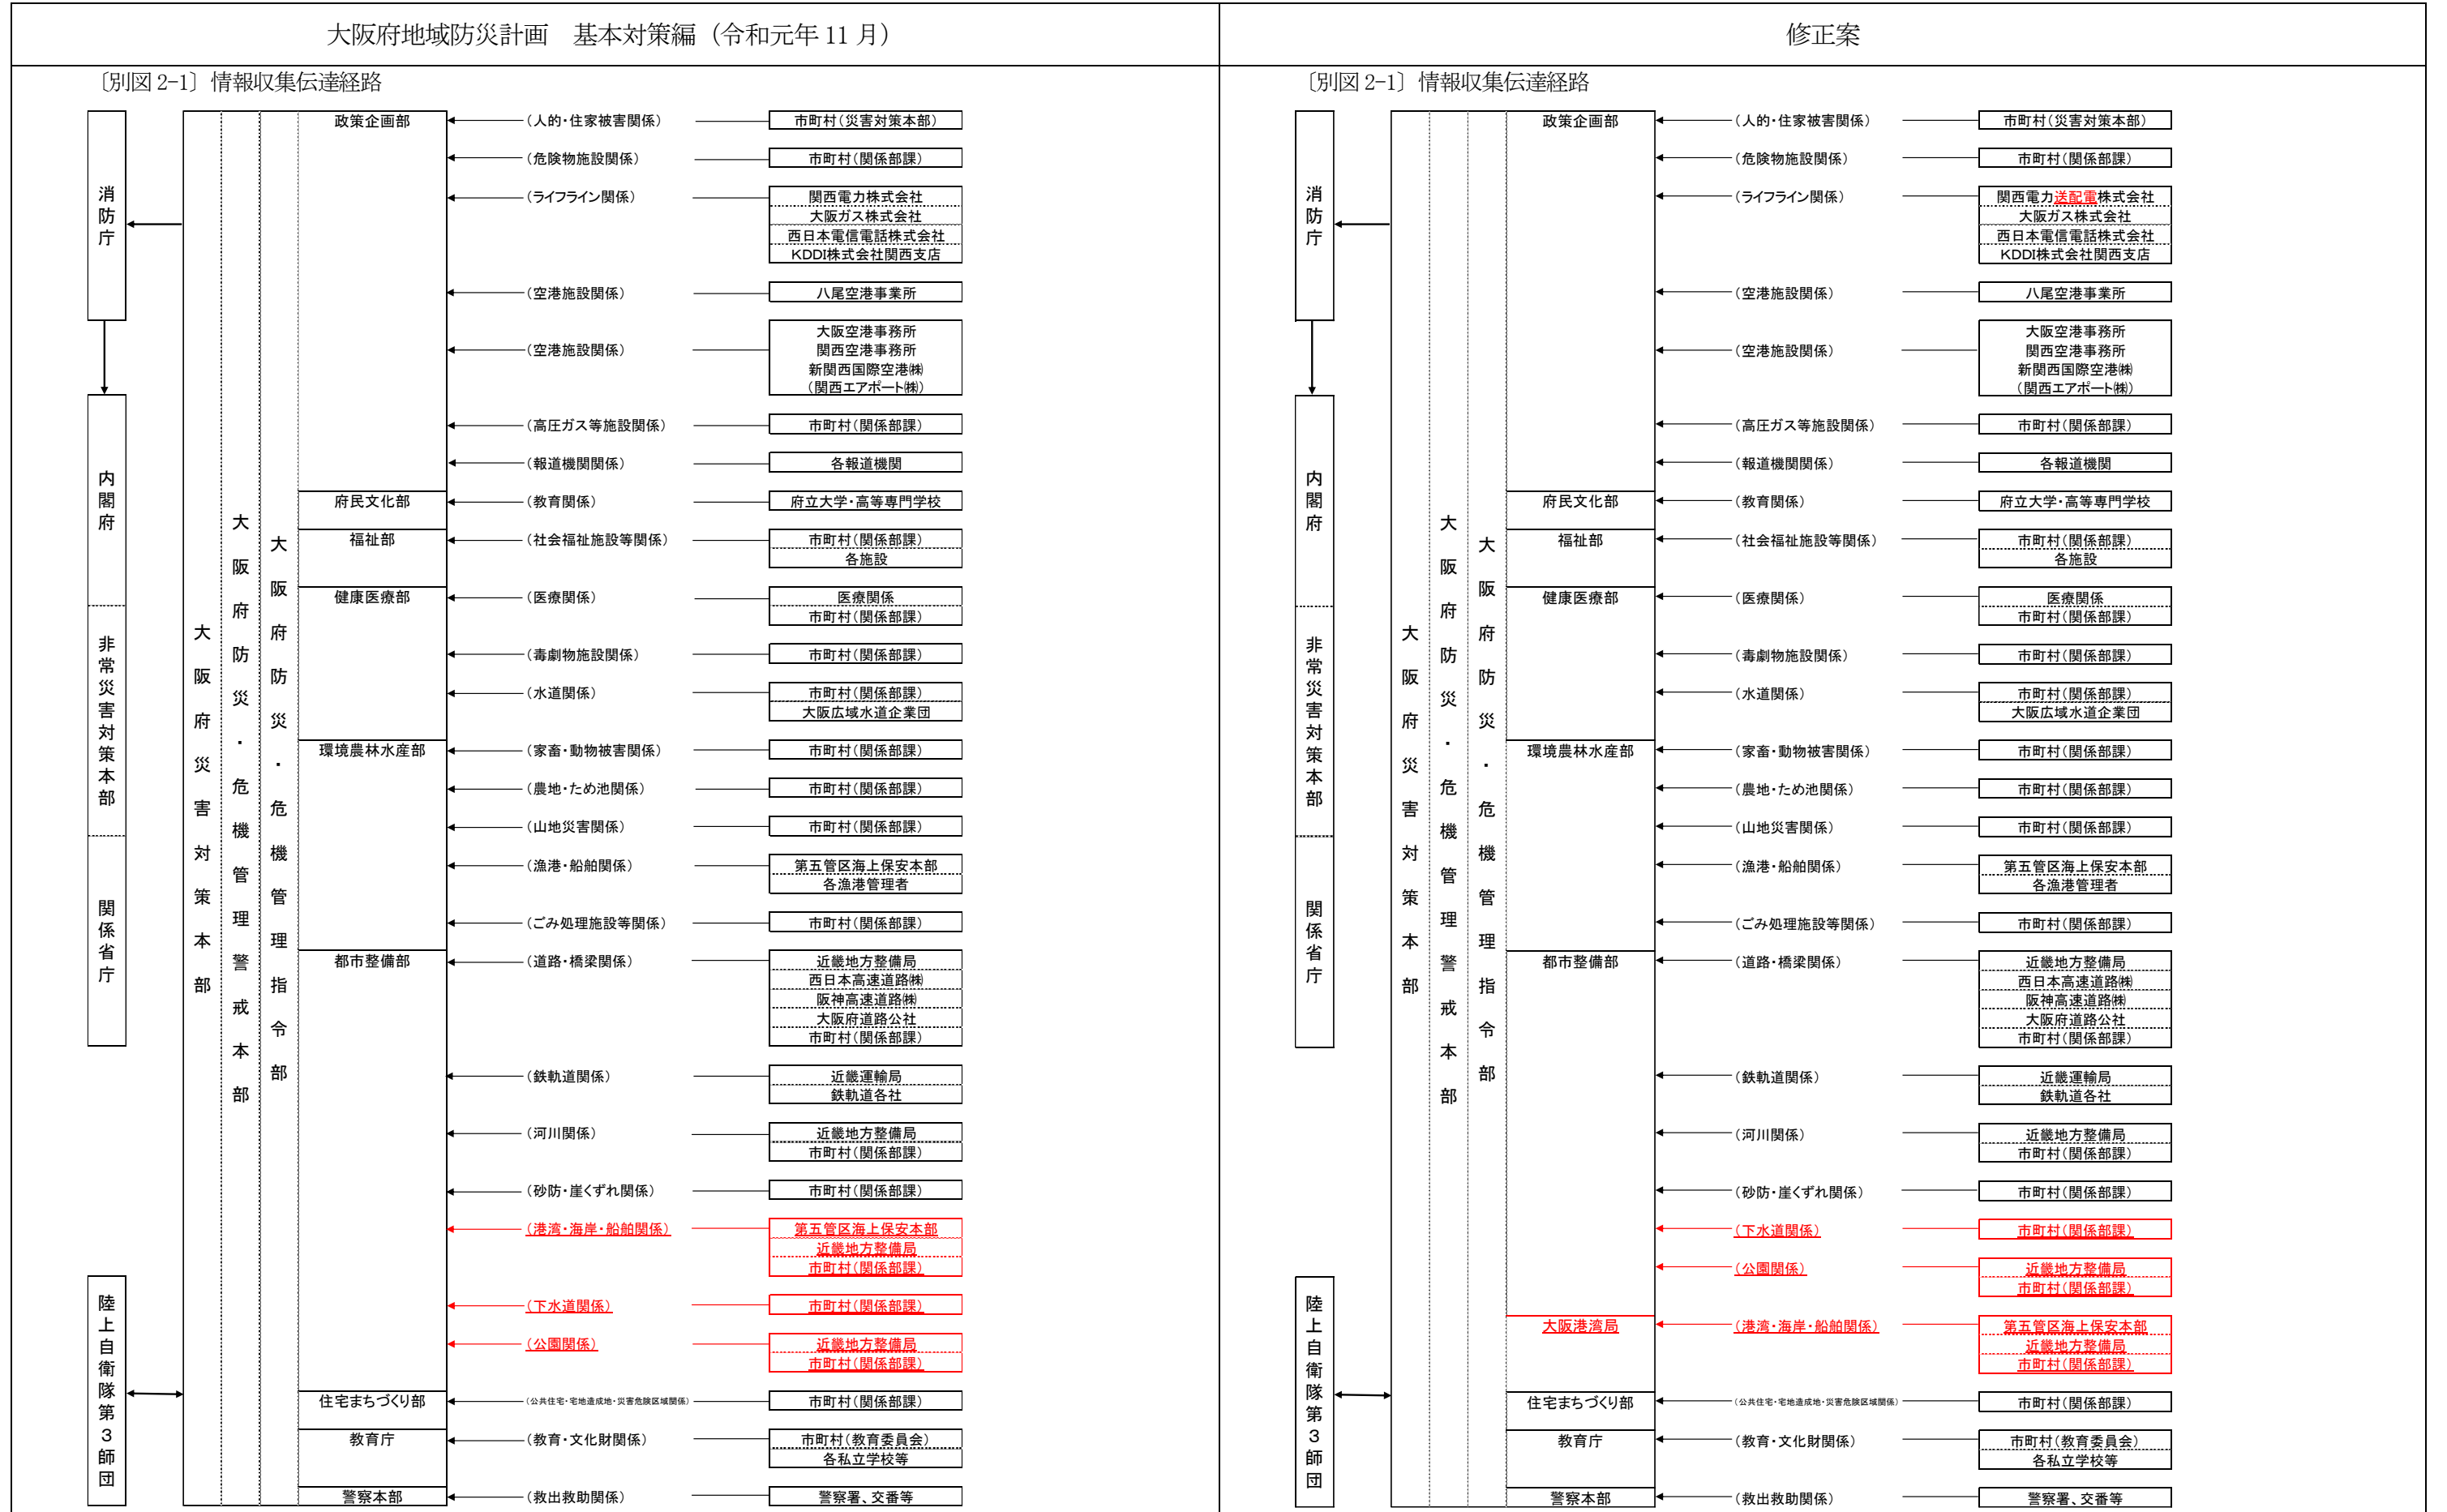 大阪府地域防災計画　基本対策編（令和元年 11 月）
〔別図 2-1〕情報収集伝達経路
消防庁
内閣府
非常災害対策本部
関係省庁
陸上自衛隊第３師団
大阪府災害対策本部
大阪府防災・危機管理警戒本部
大阪府防災・危機管理指令部
政策企画部
（人的・住家被害関係）
市町村（災害対策本部）
（危険物施設関係）
市町村（関係部課）
（ライフライン関係）
関西電力株式会社
大阪ガス株式会社
西日本電信電話株式会社
KDDI株式会社関西支店
（空港施設関係）
八尾空港事業所
（空港施設関係）
大阪空港事務所
関西空港事務所
新関西国際空港㈱
（関西エアポート㈱）
（高圧ガス等施設関係）
市町村（関係部課）
（報道機関関係）
各報道機関
府民文化部
（教育関係）
府立大学・高等専門学校
福祉部
（社会福祉施設等関係）
市町村（関係部課）
各施設
健康医療部
（医療関係）
医療関係
市町村（関係部課）
（毒劇物施設関係）
市町村（関係部課）
（水道関係）
市町村（関係部課）
大阪広域水道企業団
環境農林水産部
（家畜・動物被害関係）
市町村（関係部課）
（農地・ため池関係）
市町村（関係部課）
（山地災害関係）
市町村（関係部課）
（漁港・船舶関係）
第五管区海上保安本部
各漁港管理者
（ごみ処理施設等関係）
市町村（関係部課）
都市整備部
（道路・橋梁関係）
近畿地方整備局
西日本高速道路㈱
阪神高速道路㈱
大阪府道路公社
市町村（関係部課）
（鉄軌道関係）
近畿運輸局
鉄軌道各社
（河川関係）
近畿地方整備局
市町村（関係部課）
（砂防・崖くずれ関係）
市町村（関係部課）
（港湾・海岸・船舶関係）
第五管区海上保安本部
近畿地方整備局
市町村（関係部課）
（下水道関係）
市町村（関係部課）
（公園関係）
近畿地方整備局
市町村（関係部課）
住宅まちづくり部
（公共住宅・宅地造成地・災害危険区域関係）
市町村（関係部課）
教育庁
（教育・文化財関係）
市町村（教育委員会）
各私立学校等
警察本部
（救出救助関係）
警察署、交番等
修正案
〔別図 2-1〕情報収集伝達経路
消防庁
内閣府
非常災害対策本部
関係省庁
陸上自衛隊第３師団
大阪府災害対策本部
大阪府防災・危機管理警戒本部
大阪府防災・危機管理指令部
政策企画部
（人的・住家被害関係）
市町村（災害対策本部）
（危険物施設関係）
市町村（関係部課）
（ライフライン関係）
関西電力送配電株式会社
大阪ガス株式会社
西日本電信電話株式会社
KDDI株式会社関西支店
（空港施設関係）
八尾空港事業所
（空港施設関係）
大阪空港事務所
関西空港事務所
新関西国際空港㈱
（関西エアポート㈱）
（高圧ガス等施設関係）
市町村（関係部課）
（報道機関関係）
各報道機関
府民文化部
（教育関係）
府立大学・高等専門学校
福祉部
（社会福祉施設等関係）
市町村（関係部課）
各施設
健康医療部
（医療関係）
医療関係
市町村（関係部課）
（毒劇物施設関係）
市町村（関係部課）
（水道関係）
市町村（関係部課）
大阪広域水道企業団
環境農林水産部
（家畜・動物被害関係）
市町村（関係部課）
（農地・ため池関係）
市町村（関係部課）
（山地災害関係）
市町村（関係部課）
（漁港・船舶関係）
第五管区海上保安本部
各漁港管理者
（ごみ処理施設等関係）
市町村（関係部課）
都市整備部
（道路・橋梁関係）
近畿地方整備局
西日本高速道路㈱
阪神高速道路㈱
大阪府道路公社
市町村（関係部課）
（鉄軌道関係）
近畿運輸局
鉄軌道各社
（河川関係）
近畿地方整備局
市町村（関係部課）
（砂防・崖くずれ関係）
市町村（関係部課）
（下水道関係）
市町村（関係部課）
（公園関係）
近畿地方整備局
市町村（関係部課）
大阪港湾局
（港湾・海岸・船舶関係）
第五管区海上保安本部
近畿地方整備局
市町村（関係部課）
住宅まちづくり部
（公共住宅・宅地造成地・災害危険区域関係）
市町村（関係部課）
教育庁
（教育・文化財関係）
市町村（教育委員会）
各私立学校等
警察本部
（救出救助関係）
警察署、交番等